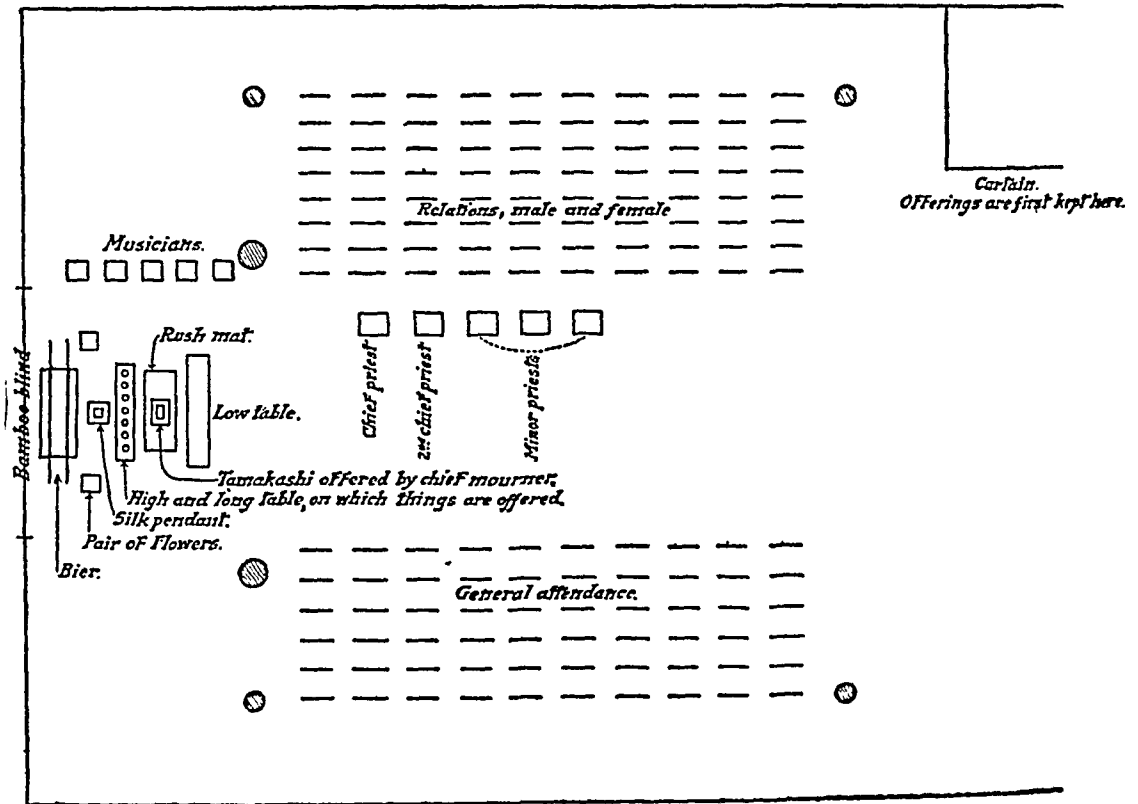 Curtain.
Offerings are first kept here.
Relations, male and female
Musicians.
Bamboo blind
Rush mat.
Low table.
Chief priest
2nd chief priest
Minor priests
Tamakashi offered by chief mourner.
High and long table, on which things are offered.
Silk pendant.
Pair of Flowers.
Bier.
General attendance.